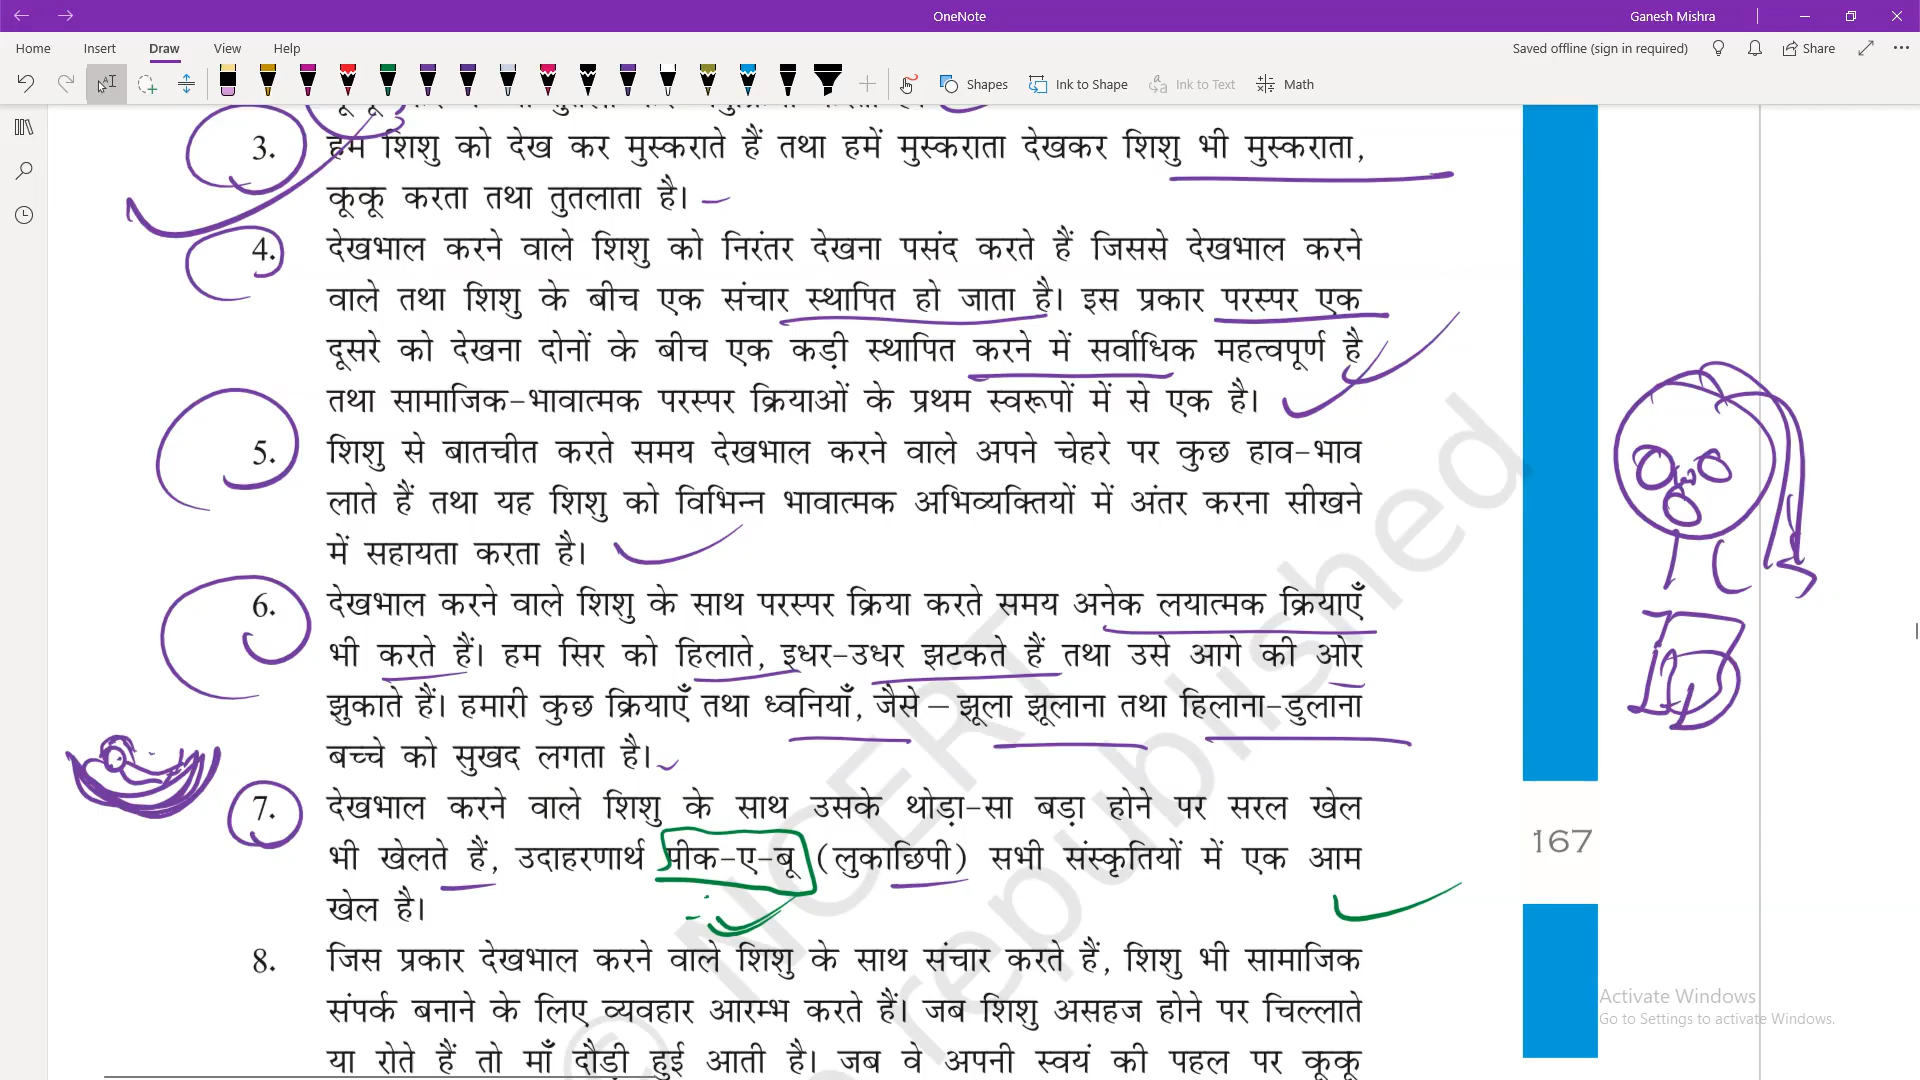 OneNote
Ganesh Mishra
Home Insert Draw View Help
Saved offline (sign in required) Share
Shapes Ink to Shape Ink to Text Math
3. हम शिशु को देख कर मुस्कराते हैं तथा हमें मुस्कराता देखकर शिशु भी मुस्कराता,
कूकू करता तथा तुतलाता है।
4. देखभाल करने वाले शिशु को निरंतर देखना पसंद करते हैं जिससे देखभाल करने
वाले तथा शिशु के बीच एक संचार स्थापित हो जाता है। इस प्रकार परस्पर एक
दूसरे को देखना दोनों के बीच एक कड़ी स्थापित करने में सर्वाधिक महत्वपूर्ण है
तथा सामाजिक-भावात्मक परस्पर क्रियाओं के प्रथम स्वरूपों में से एक है।
5. शिशु से बातचीत करते समय देखभाल करने वाले अपने चेहरे पर कुछ हाव-भाव
लाते हैं तथा यह शिशु को विभिन्न भावात्मक अभिव्यक्तियों में अंतर करना सीखने
में सहायता करता है।
6. देखभाल करने वाले शिशु के साथ परस्पर क्रिया करते समय अनेक लयात्मक क्रियाएँ
भी करते हैं। हम सिर को हिलाते, इधर-उधर झटकते हैं तथा उसे आगे की ओर
झुकाते हैं। हमारी कुछ क्रियाएँ तथा ध्वनियाँ, जैसे – झूला झूलाना तथा हिलाना-डुलाना
बच्चे को सुखद लगता है।
7. देखभाल करने वाले शिशु के साथ उसके थोड़ा-सा बड़ा होने पर सरल खेल
भी खेलते हैं, उदाहरणार्थ पीक-ए-बू (लुकाछिपी) सभी संस्कृतियों में एक आम
खेल है।
8. जिस प्रकार देखभाल करने वाले शिशु के साथ संचार करते हैं, शिशु भी सामाजिक
संपर्क बनाने के लिए व्यवहार आरम्भ करते हैं। जब शिशु असहज होने पर चिल्लाते
या रोते हैं तो माँ दौड़ी हुई आती है। जब वे अपनी स्वयं की पहल पर कूकू
167
© NCERT
republished
Activate Windows
Go to Settings to activate Windows.